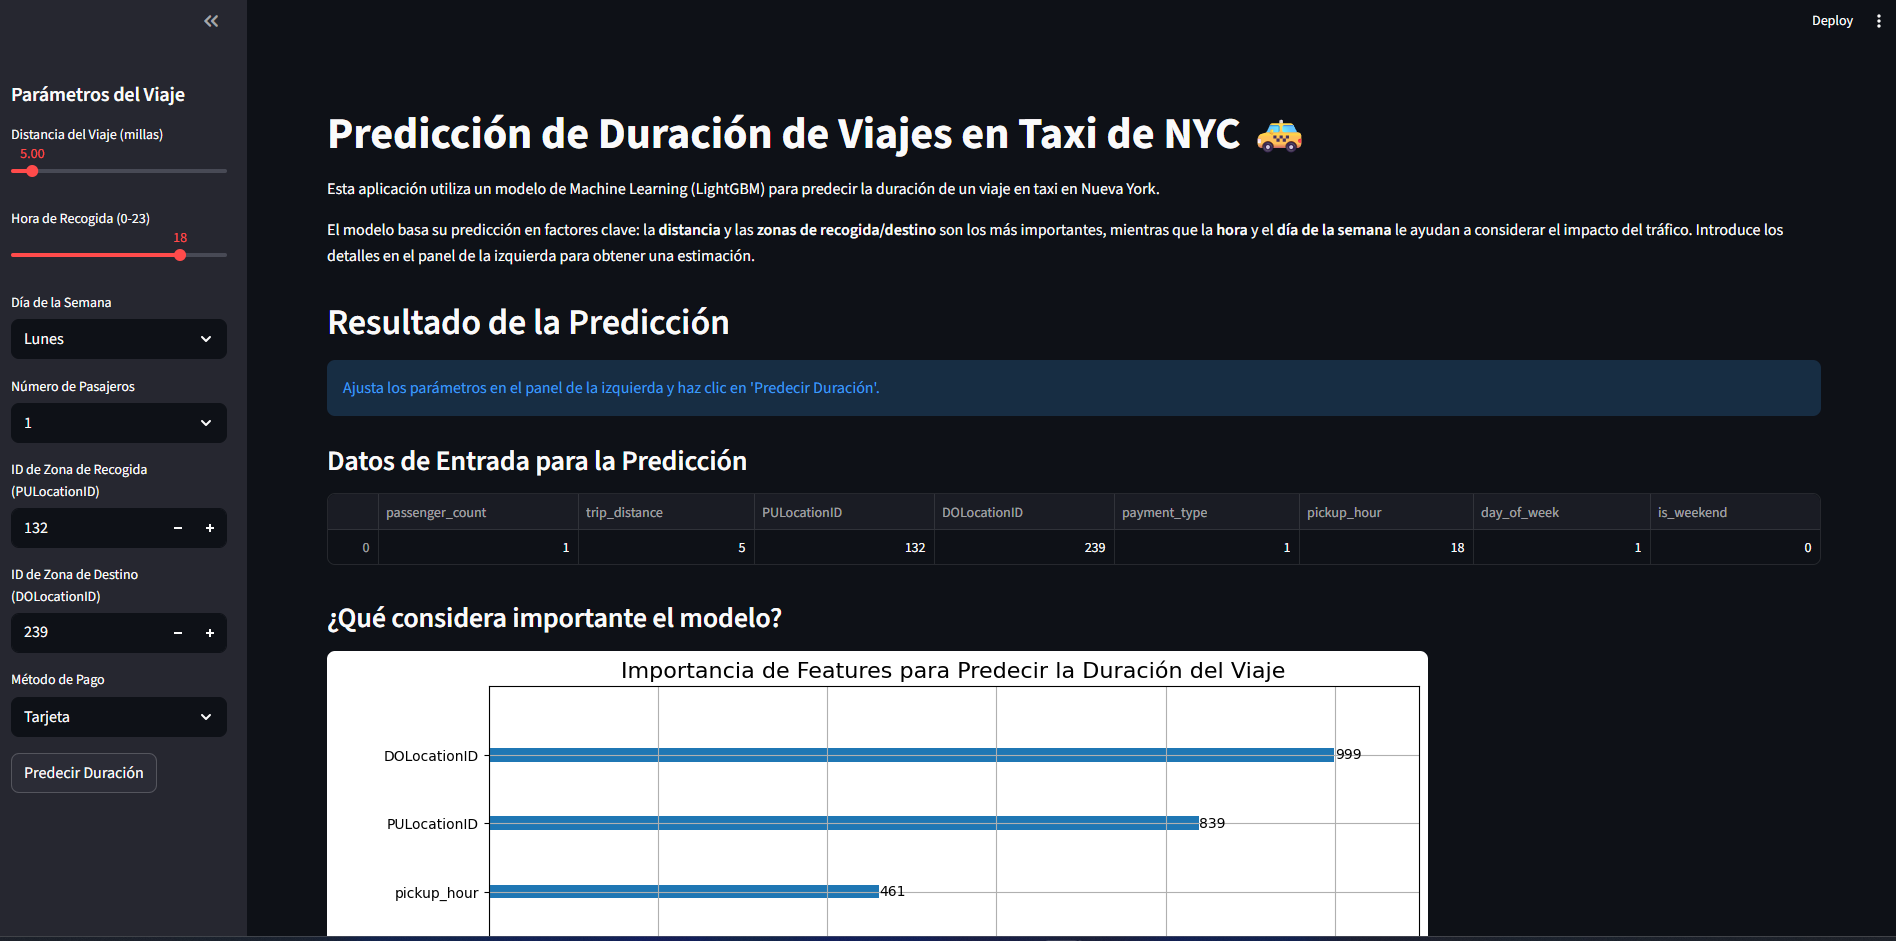 Deploy
Parámetros del Viaje
Distancia del Viaje (millas)
5.00
Hora de Recogida (0-23)
18
Día de la Semana
Lunes
Número de Pasajeros
1
ID de Zona de Recogida
(PULocationID)
132
ID de Zona de Destino
(DOLocationID)
239
Método de Pago
Tarjeta
Predecir Duración
Predicción de Duración de Viajes en Taxi de NYC 🚕
Esta aplicación utiliza un modelo de Machine Learning (LightGBM) para predecir la duración de un viaje en taxi en Nueva York.
El modelo basa su predicción en factores clave: la distancia y las zonas de recogida/destino son los más importantes, mientras que la hora y el día de la semana le ayudan a considerar el impacto del tráfico. Introduce los
detalles en el panel de la izquierda para obtener una estimación.
Resultado de la Predicción
Ajusta los parámetros en el panel de la izquierda y haz clic en 'Predecir Duración'.
Datos de Entrada para la Predicción
passenger_count trip_distance PULocationID DOLocationID payment_type pickup_hour day_of_week is_weekend
0 1 5 132 239 1 18 1 0
¿Qué considera importante el modelo?
Importancia de Features para Predecir la Duración del Viaje
DOLocationID 999
PULocationID 839
pickup_hour 461